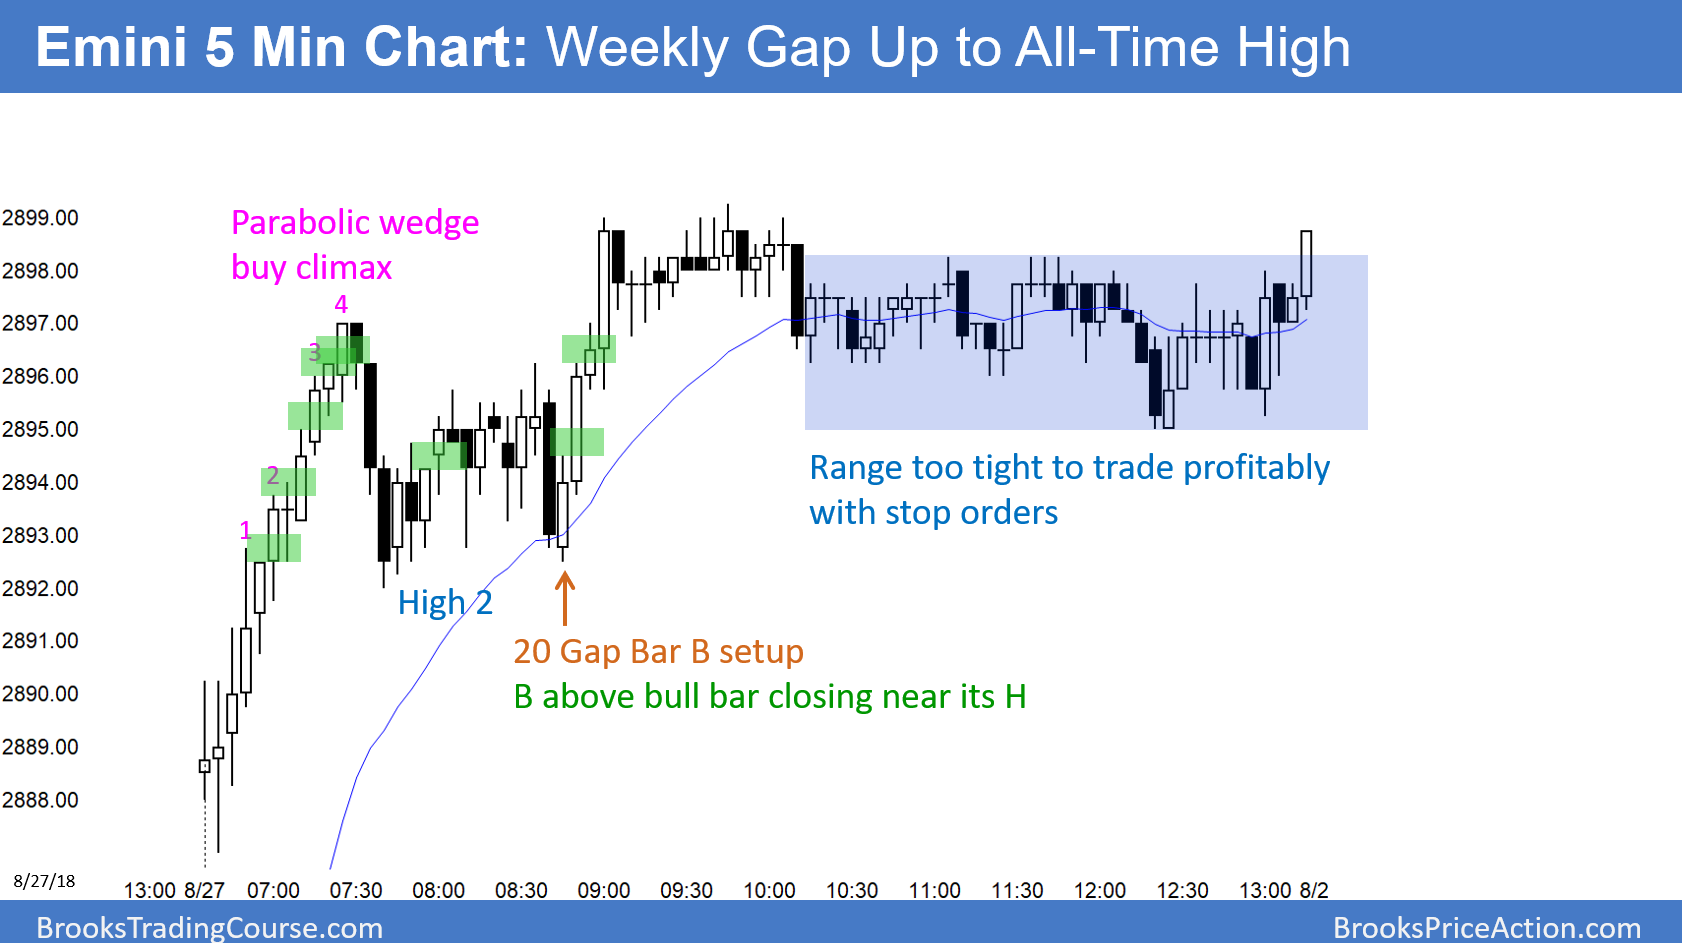 Emini 5 Min Chart: Weekly Gap Up to All-Time High
2899.00
2898.00
2897.00
2896.00
2895.00
2894.00
2893.00
2892.00
2891.00
2890.00
2889.00
2888.00
Parabolic wedge
buy climax
4
3
2
1
High 2
20 Gap Bar B setup
B above bull bar closing near its H
Range too tight to trade profitably
with stop orders
8/27/18
13:00 8/27 07:00 07:30 08:00 08:30 09:00 09:30 10:00 10:30 11:00 11:30 12:00 12:30 13:00 8/2
BrooksTradingCourse.com
BrooksPriceAction.com